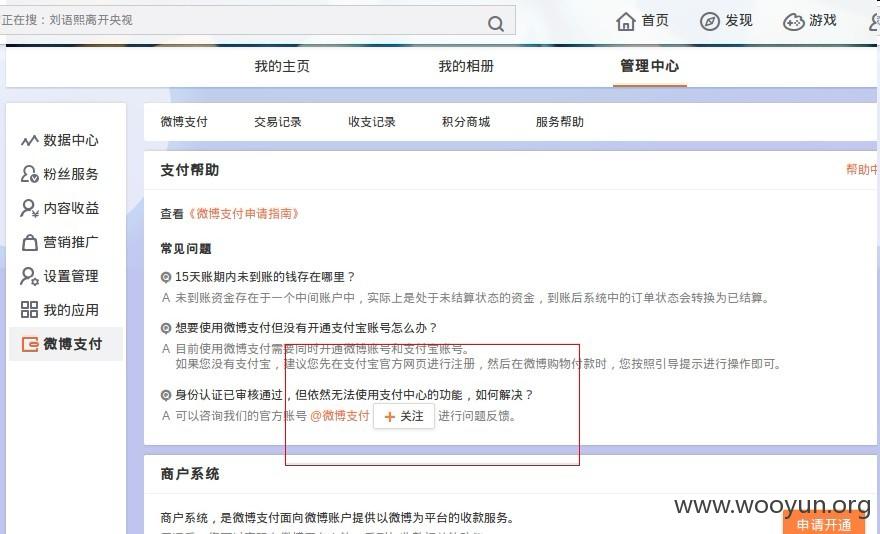 正在搜：刘语熙离开央视
首页
发现
游戏
我的主页
我的相册
管理中心
数据中心
粉丝服务
内容收益
营销推广
设置管理
我的应用
微博支付
微博支付
交易记录
收支记录
积分商城
服务帮助
支付帮助
帮助中
查看《微博支付申请指南》
常见问题
Q 15天账期内未到账的钱存在哪里？
A 未到账资金存在于一个中间账户中，实际上是处于未结算状态的资金，到账后系统中的订单状态会转换为已结算。
Q 想要使用微博支付但没有开通支付宝账号怎么办？
A 目前使用微博支付需要同时开通微博账号和支付宝账号。
如果您没有支付宝，建议您先在支付宝官方网页进行注册，然后在微博购物付款时，您按照引导提示进行操作即可。
Q 身份认证已审核通过，但依然无法使用支付中心的功能，如何解决？
A 可以咨询我们的官方账号 @微博支付 + 关注 进行问题反馈。
商户系统
www.wooyun.org
商户系统，是微博支付面向微博账户提供以微博为平台的收款服务。
申请开通